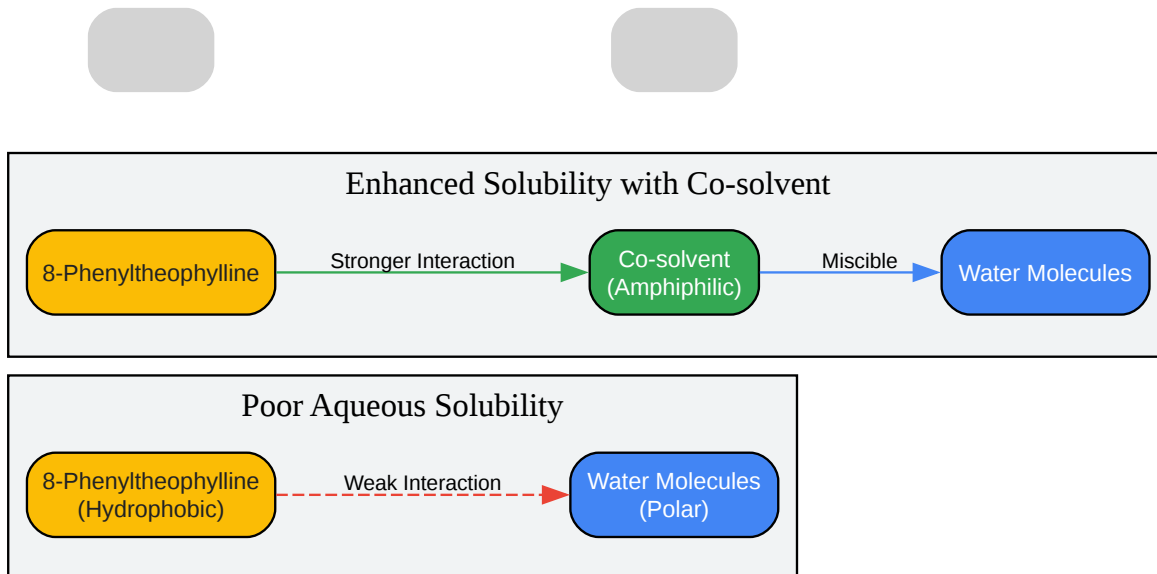 Enhanced Solubility with Co-solvent
8-Phenyltheophylline
Stronger Interaction
Co-solvent
(Amphiphilic)
Miscible
Water Molecules
Poor Aqueous Solubility
8-Phenyltheophylline
(Hydrophobic)
Weak Interaction
Water Molecules
(Polar)